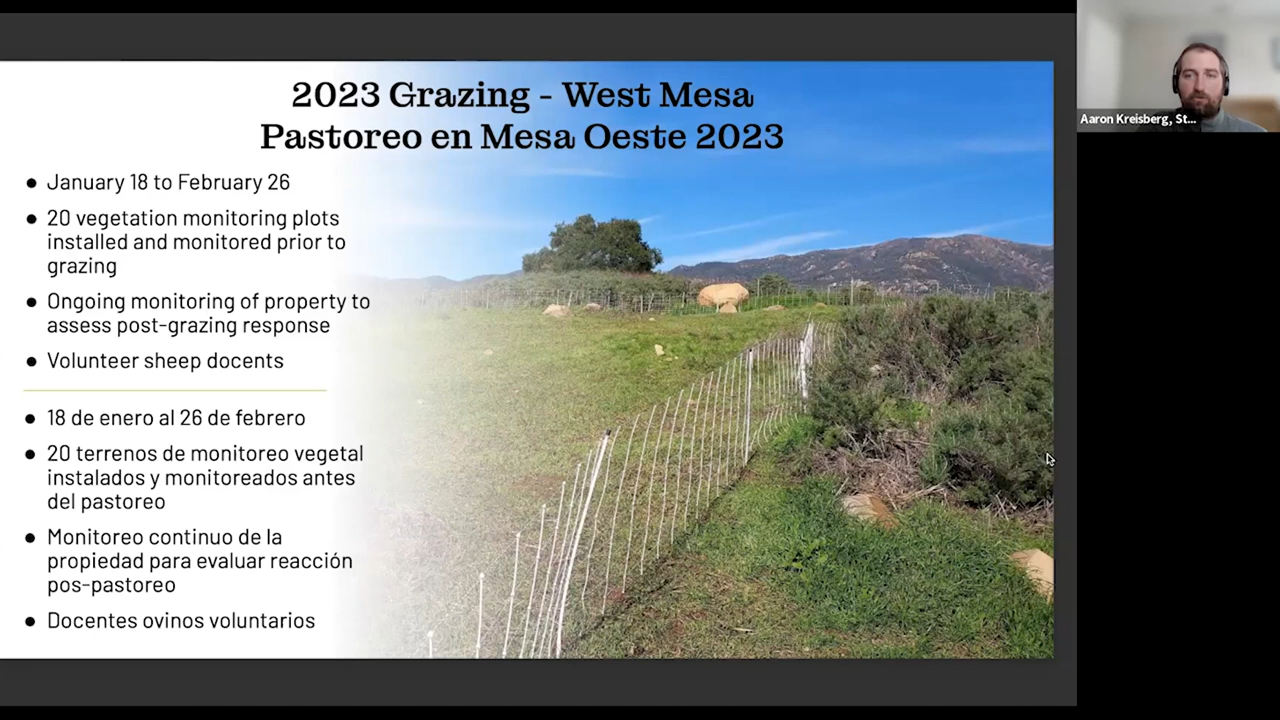 2023 Grazing - West Mesa
Pastoreo en Mesa Oeste 2023
● January 18 to February 26
● 20 vegetation monitoring plots
installed and monitored prior to
grazing
● Ongoing monitoring of property to
assess post-grazing response
● Volunteer sheep docents
● 18 de enero al 26 de febrero
● 20 terrenos de monitoreo vegetal
instalados y monitoreados antes
del pastoreo
● Monitoreo continuo de la
propiedad para evaluar reacción
pos-pastoreo
● Docentes ovinos voluntarios
Aaron Kreisberg, St...